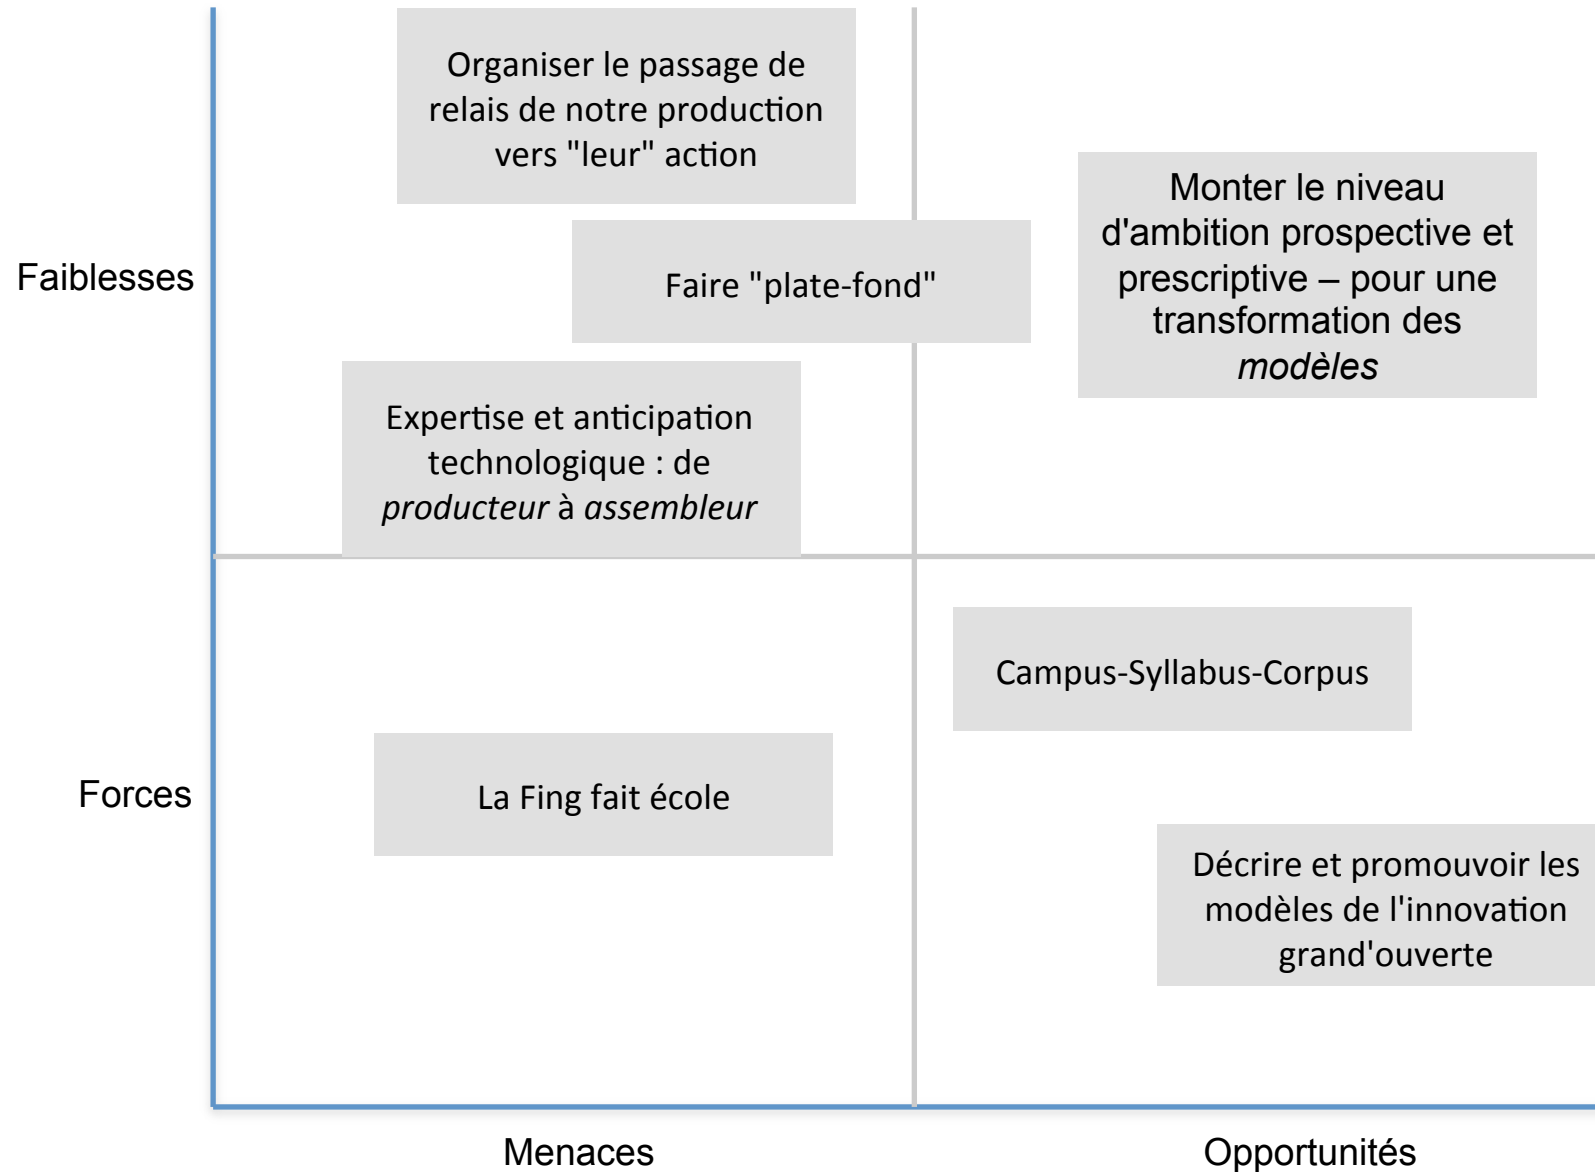 Organiser le passage de
relais de notre production
vers "leur" action
Monter le niveau
d'ambition prospective et
prescriptive – pour une
transformation des
modèles
Faiblesses
Faire "plate-fond"
Expertise et anticipation
technologique : de
producteur à assembleur
Campus-Syllabus-Corpus
Forces
La Fing fait école
Décrire et promouvoir les
modèles de l'innovation
grand'ouverte
Menaces
Opportunités